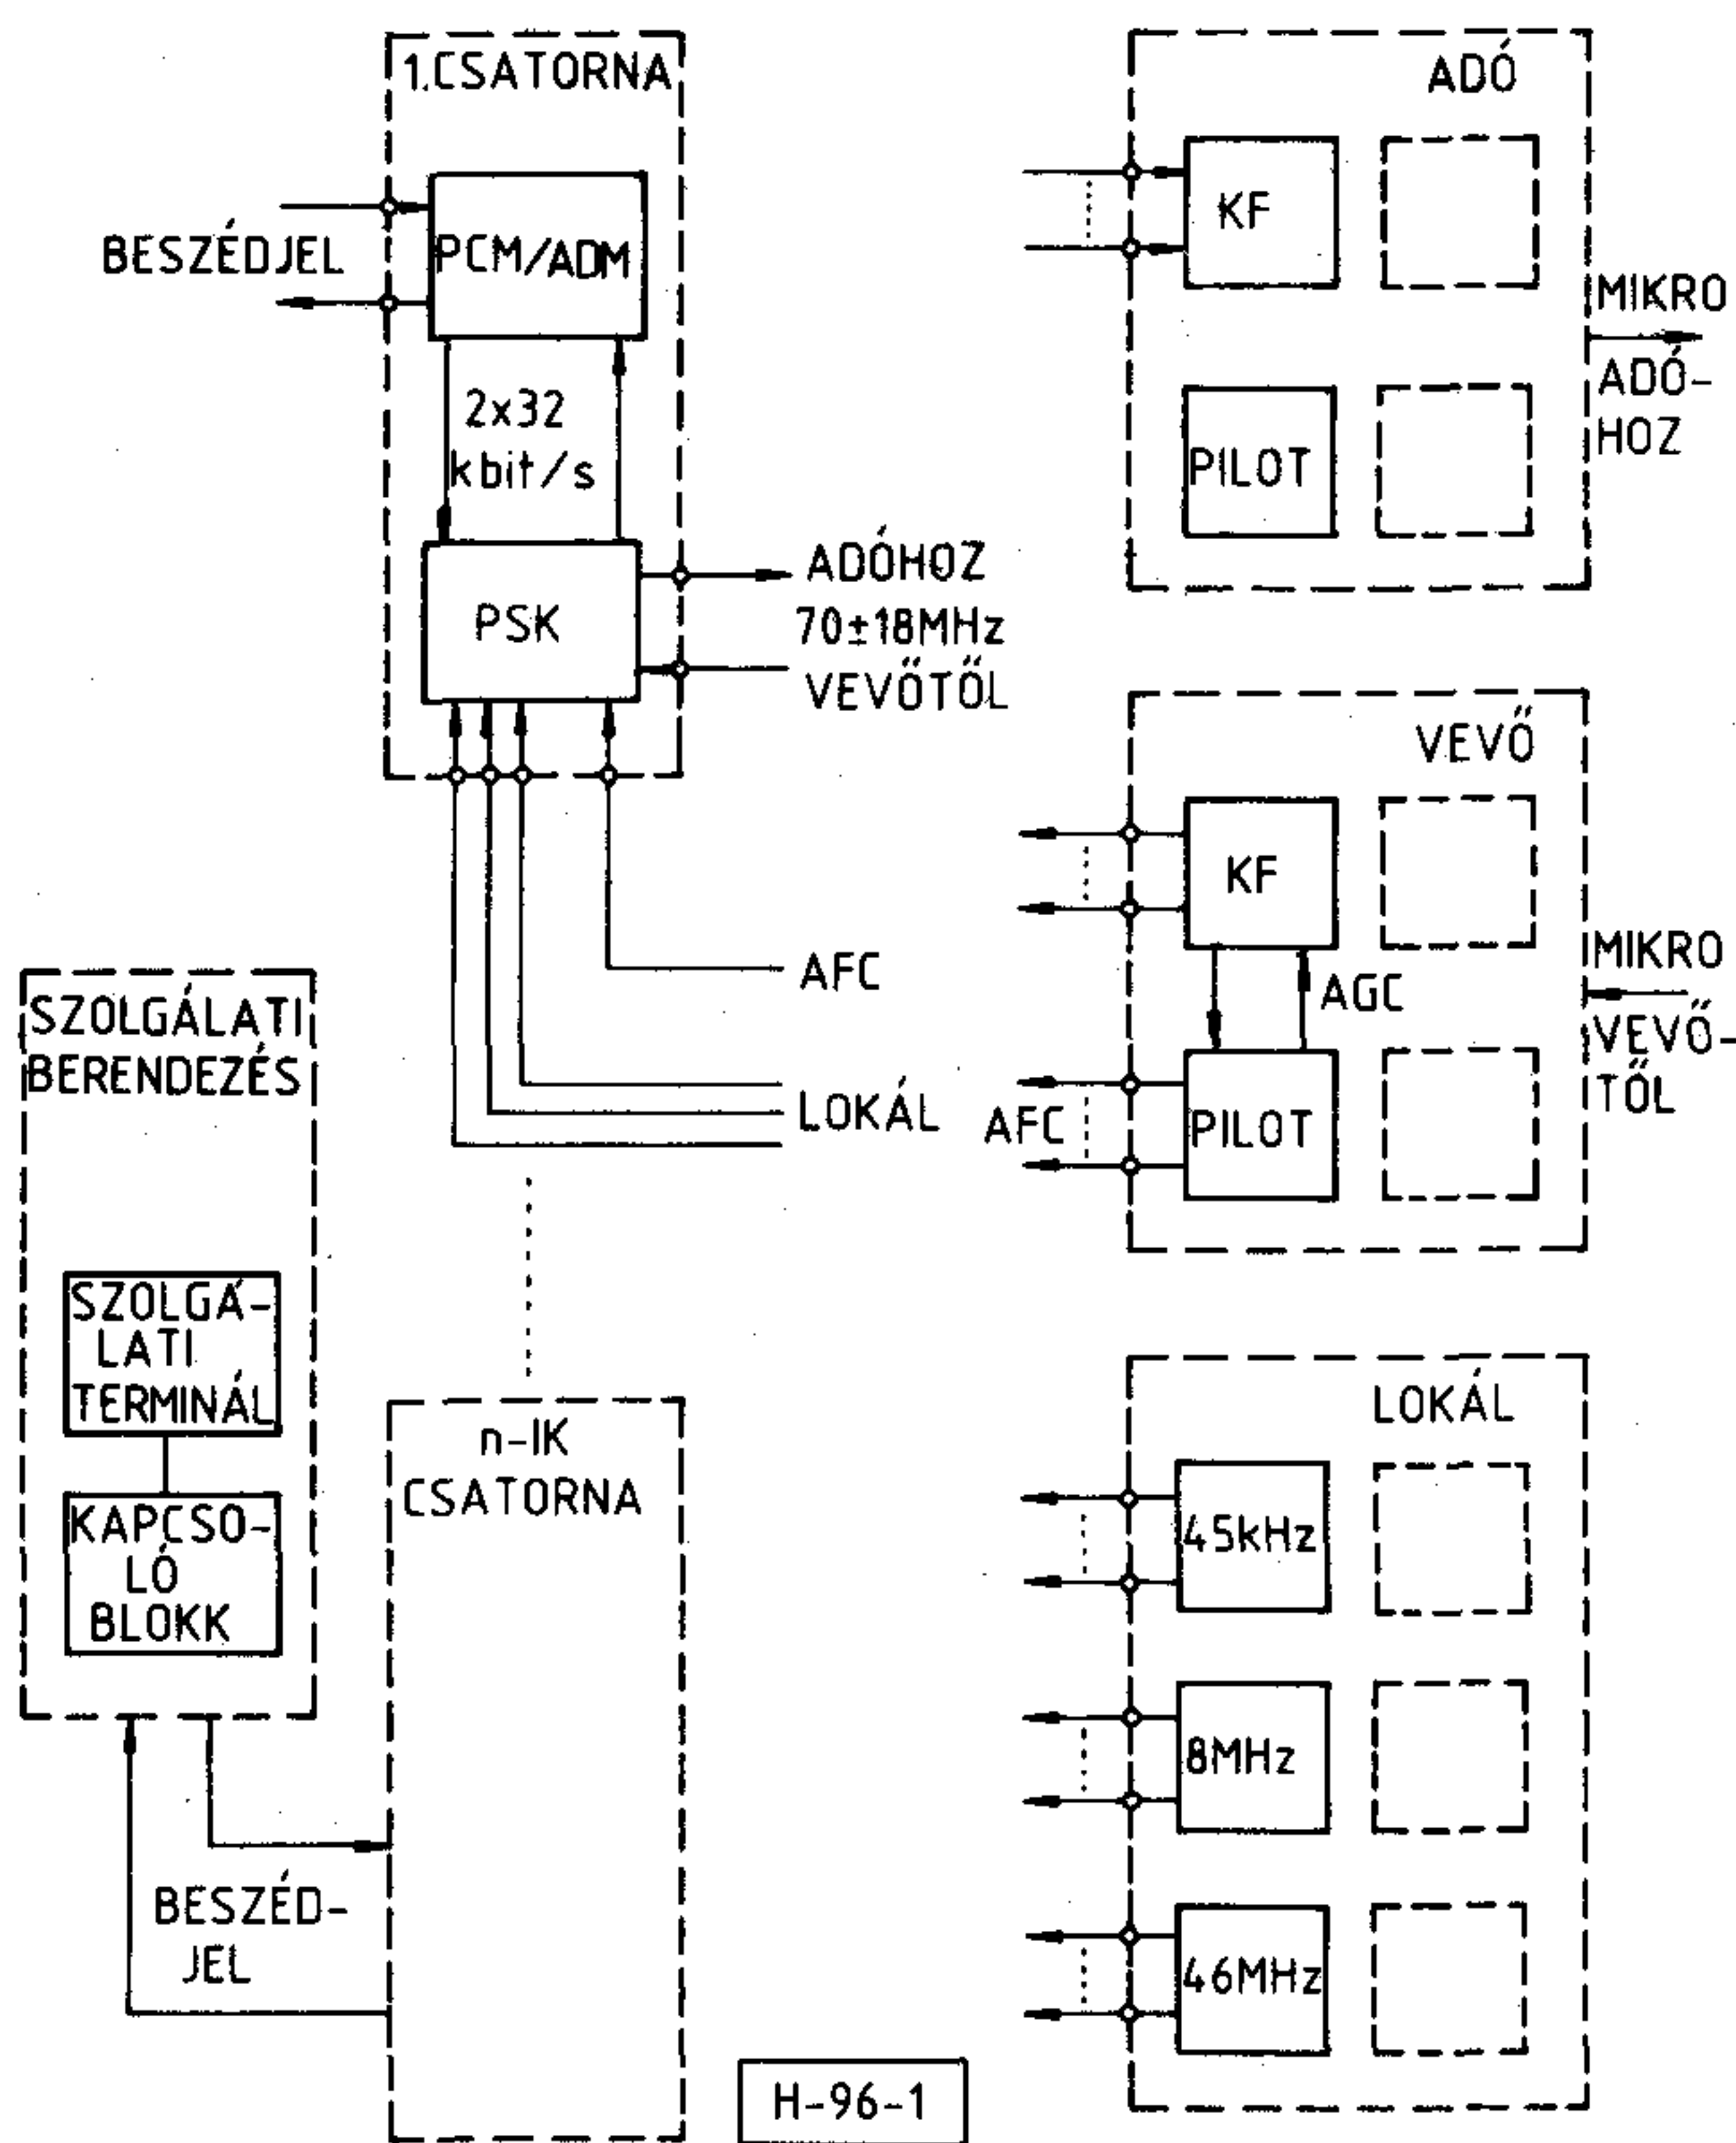 1.CSATORNA
BESZÉDJEL
PCM/ADM
2x32
kbit/s
PSK
ADÓHOZ
70±18MHz
VEVŐTŐL
AFC
LOKÁL
SZOLGÁLATI
BERENDEZÉS
SZOLGÁ-
LATI
TERMINÁL
KAPCSO-
LÓ
BLOKK
BESZÉD-
JEL
n-IK
CSATORNA
ADÓ
KF
PILOT
MIKRO
ADÓ-
HOZ
VEVŐ
KF
AGC
AFC
PILOT
MIKRO
VEVŐ-
TŐL
LOKÁL
45kHz
8MHz
46MHz
H-96-1